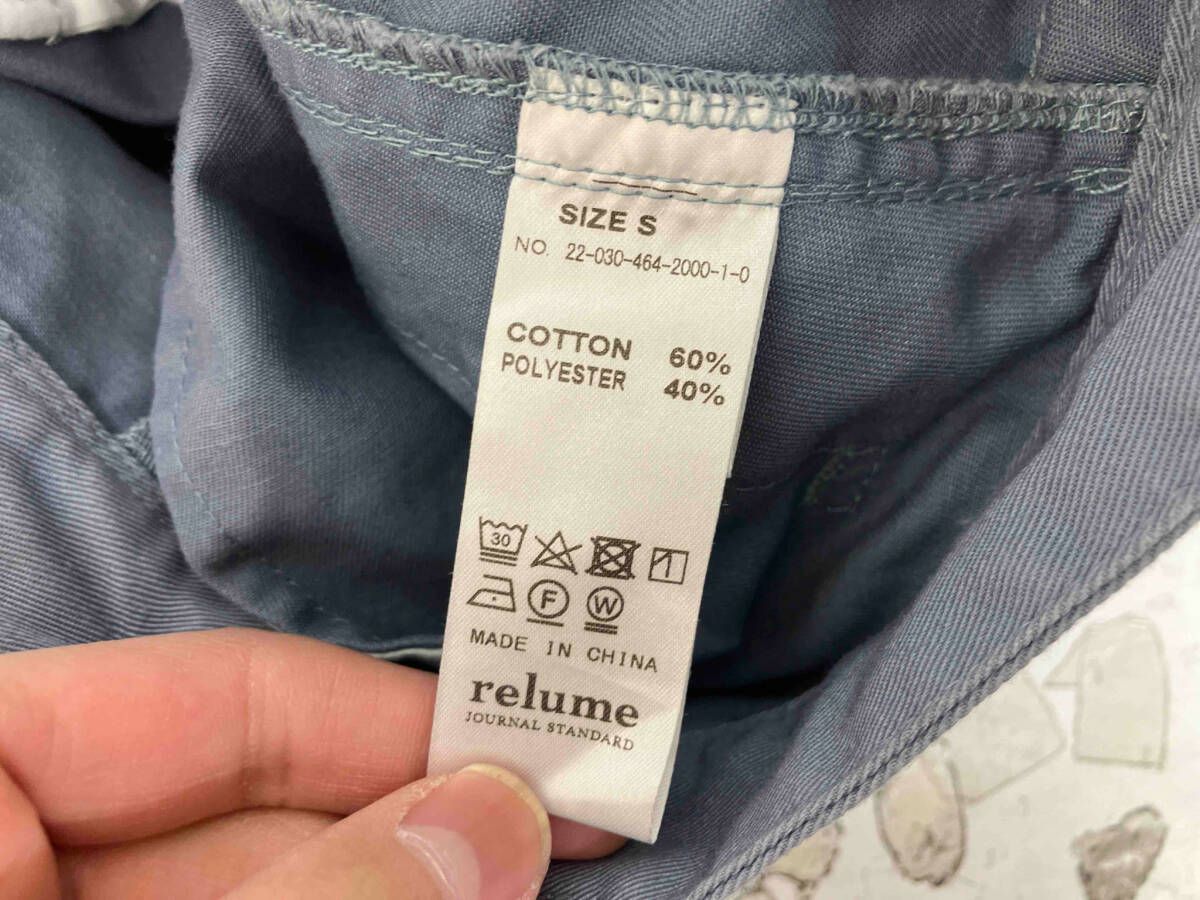 SIZE S
NO. 22-030-464-2000-1-0
COTTON 60%
POLYESTER 40%
30
F W
MADE IN CHINA
relume
JOURNAL STANDARD